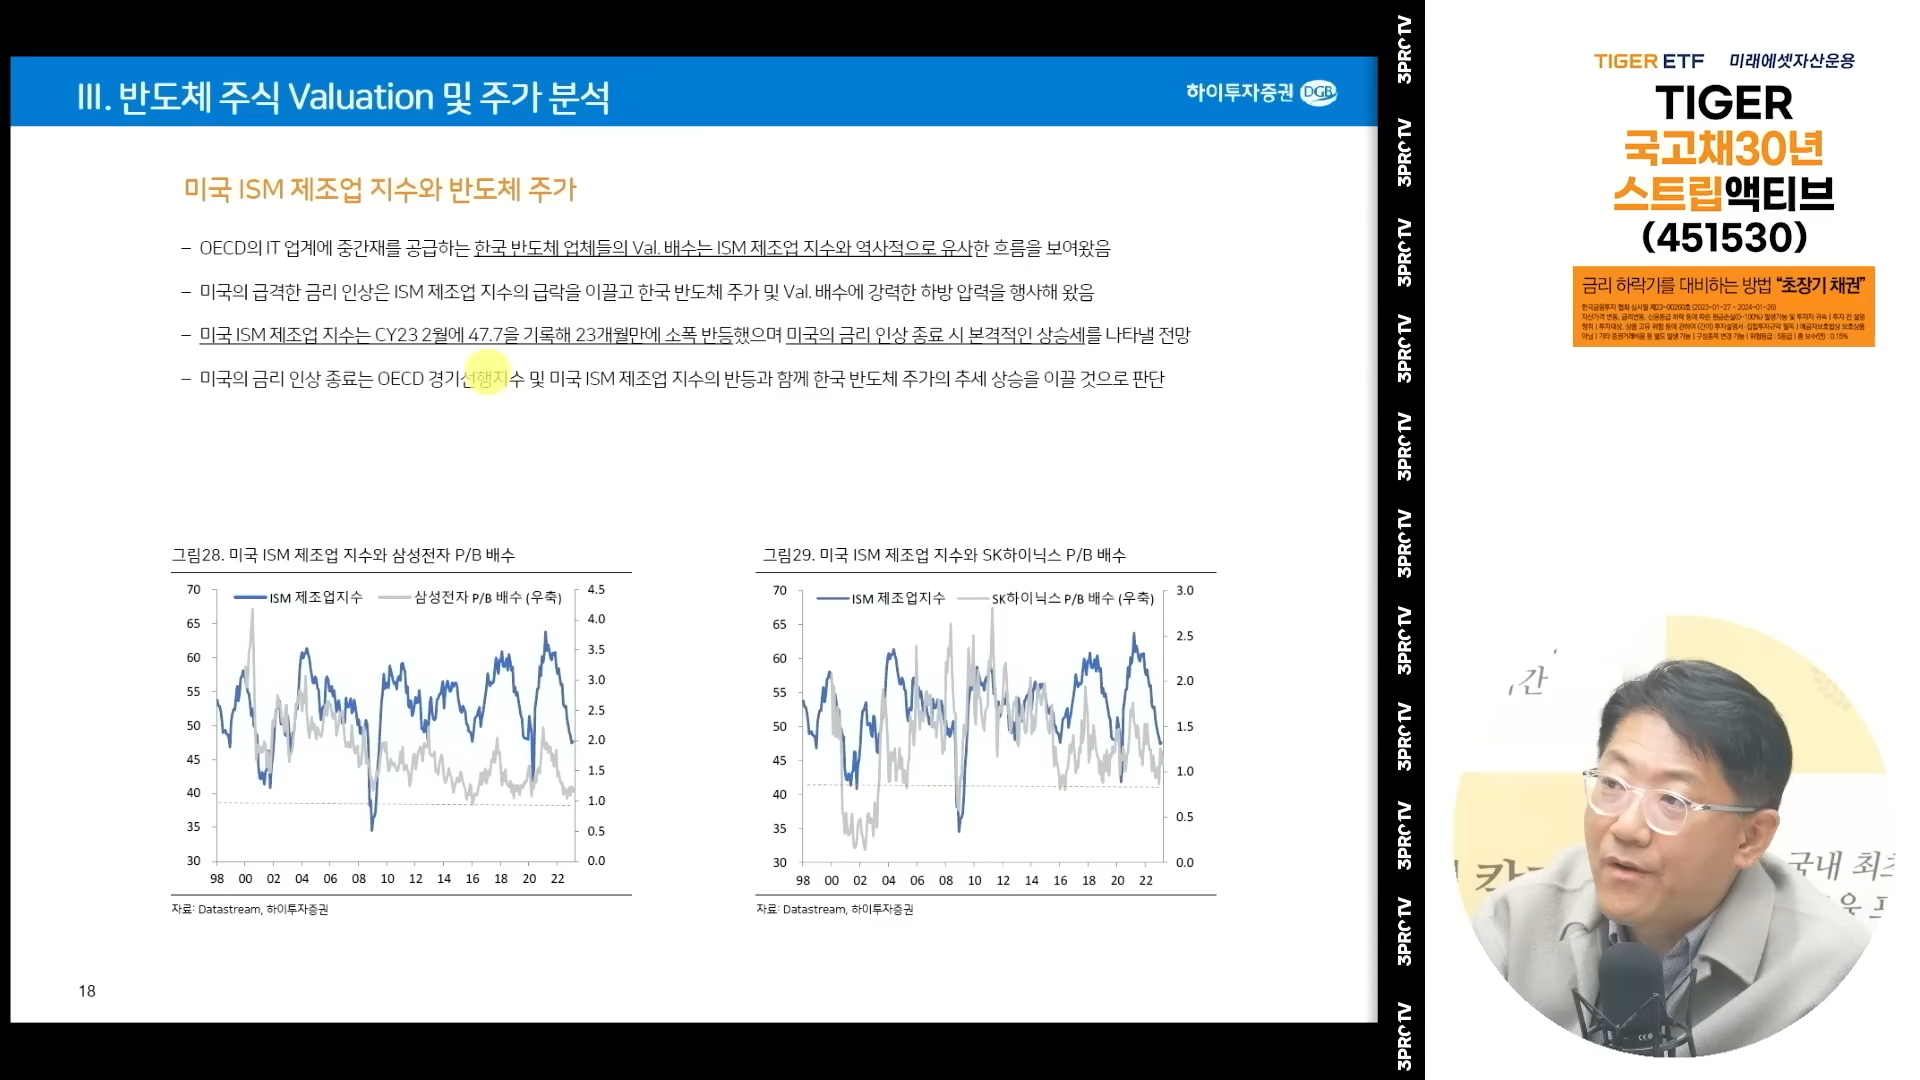 III. 반도체 주식 Valuation 및 주가 분석
하이투자증권 DGB
미국 ISM 제조업 지수와 반도체 주가
– OECD의 IT 업계에 중간재를 공급하는 한국 반도체 업체들의 Val. 배수는 ISM 제조업 지수와 역사적으로 유사한 흐름을 보여왔음
– 미국의 급격한 금리 인상은 ISM 제조업 지수의 급락을 이끌고 한국 반도체 주가 및 Val. 배수에 강력한 하방 압력을 행사해 왔음
– 미국 ISM 제조업 지수는 CY23 2월에 47.7을 기록해 23개월만에 소폭 반등했으며 미국의 금리 인상 종료 시 본격적인 상승세를 나타낼 전망
– 미국의 금리 인상 종료는 OECD 경기선행지수 및 미국 ISM 제조업 지수의 반등과 함께 한국 반도체 주가의 추세 상승을 이끌 것으로 판단
그림28. 미국 ISM 제조업 지수와 삼성전자 P/B 배수
ISM 제조업지수 삼성전자 P/B 배수 (우축)
70
65
60
55
50
45
40
35
30
4.5
4.0
3.5
3.0
2.5
2.0
1.5
1.0
0.5
0.0
98 00 02 04 06 08 10 12 14 16 18 20 22
자료: Datastream, 하이투자증권
그림29. 미국 ISM 제조업 지수와 SK하이닉스 P/B 배수
ISM 제조업지수 SK하이닉스 P/B 배수 (우축)
70
65
60
55
50
45
40
35
30
3.0
2.5
2.0
1.5
1.0
0.5
0.0
98 00 02 04 06 08 10 12 14 16 18 20 22
자료: Datastream, 하이투자증권
18
3PROTV
3PROTV
3PROTV
3PROTV
3PROTV
3PROTV
3PROTV
3PROTV
3PROTV
3PROTV
3PROTV
TIGER ETF 미래에셋자산운용
TIGER
국고채30년
스트립액티브
(451530)
금리 하락기를 대비하는 방법 “초장기 채권”
간
국내 최